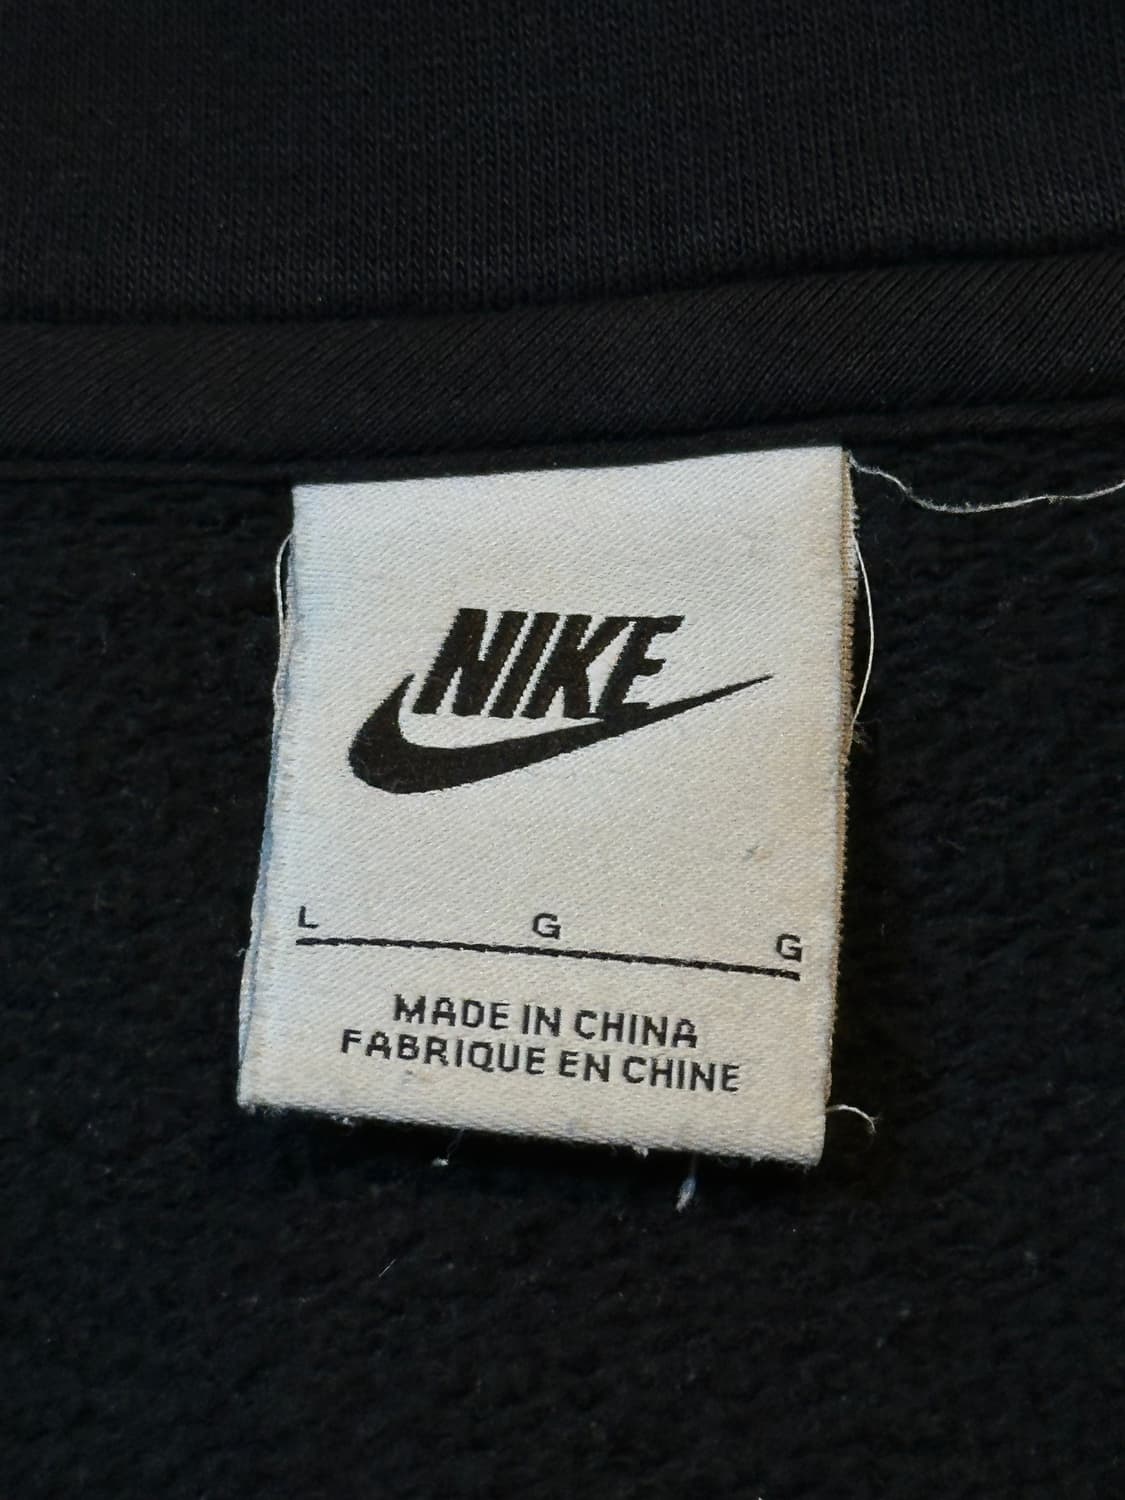 NIKE
L G G
MADE IN CHINA
FABRIQUE EN CHINE